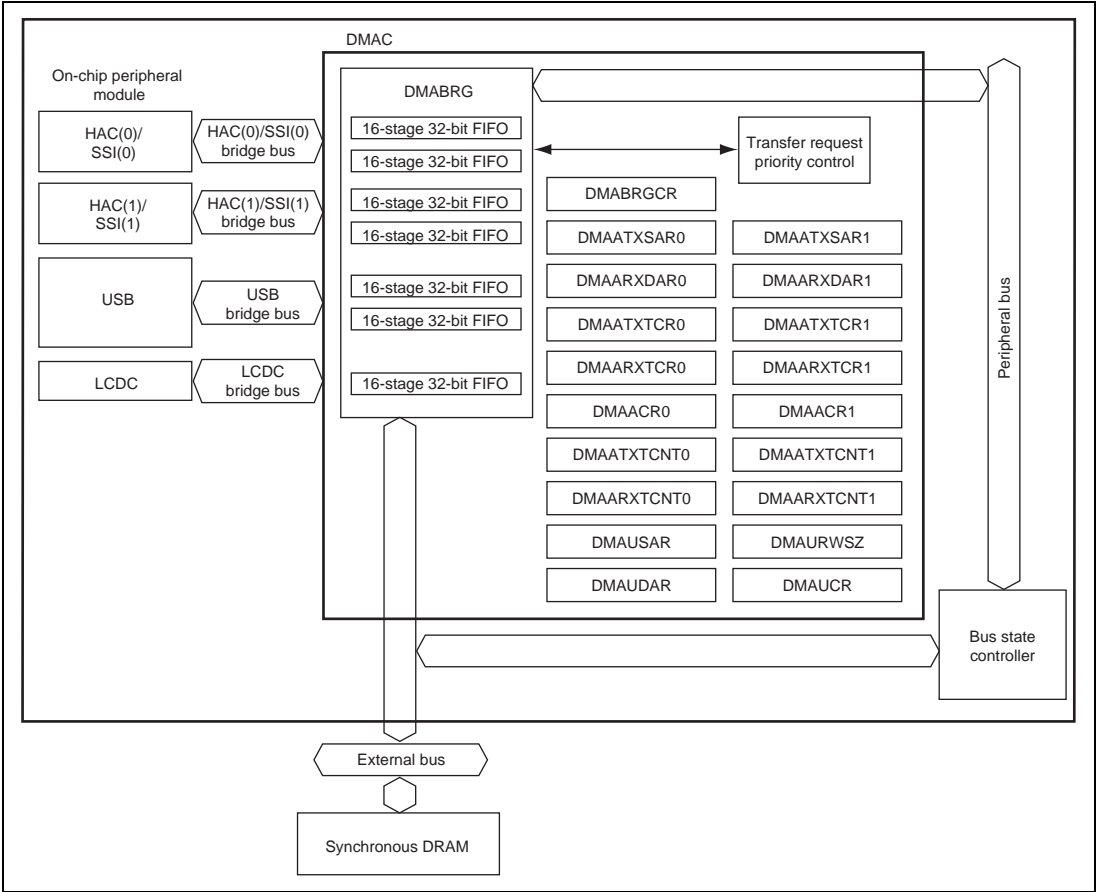 DMAC
On-chip peripheral
module
DMABRG
HAC(0)/
SSI(0)
HAC(0)/SSI(0)
bridge bus
16-stage 32-bit FIFO
16-stage 32-bit FIFO
Transfer request
priority control
HAC(1)/
SSI(1)
HAC(1)/SSI(1)
bridge bus
16-stage 32-bit FIFO
16-stage 32-bit FIFO
USB
USB
bridge bus
16-stage 32-bit FIFO
16-stage 32-bit FIFO
LCDC
LCDC
bridge bus
16-stage 32-bit FIFO
DMABRGCR
DMAATXSAR0
DMAATXSAR1
DMAARXDAR0
DMAARXDAR1
DMAATXTCR0
DMAATXTCR1
DMAARXTCR0
DMAARXTCR1
DMAACR0
DMAACR1
DMAATXTCNT0
DMAATXTCNT1
DMAARXTCNT0
DMAARXTCNT1
DMAUSAR
DMAURWSZ
DMAUDAR
DMAUCR
Peripheral bus
Bus state
controller
External bus
Synchronous DRAM